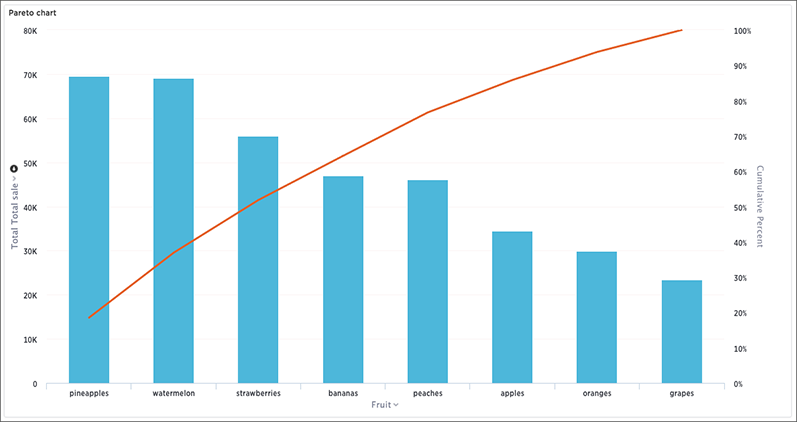 Pareto chart
80K
70K
60K
50K
40K
30K
20K
10K
0
Total Total sale
100%
90%
80%
70%
60%
50%
40%
30%
20%
10%
0%
Cumulative Percent
pineapples
watermelon
strawberries
bananas
peaches
apples
oranges
grapes
Fruit